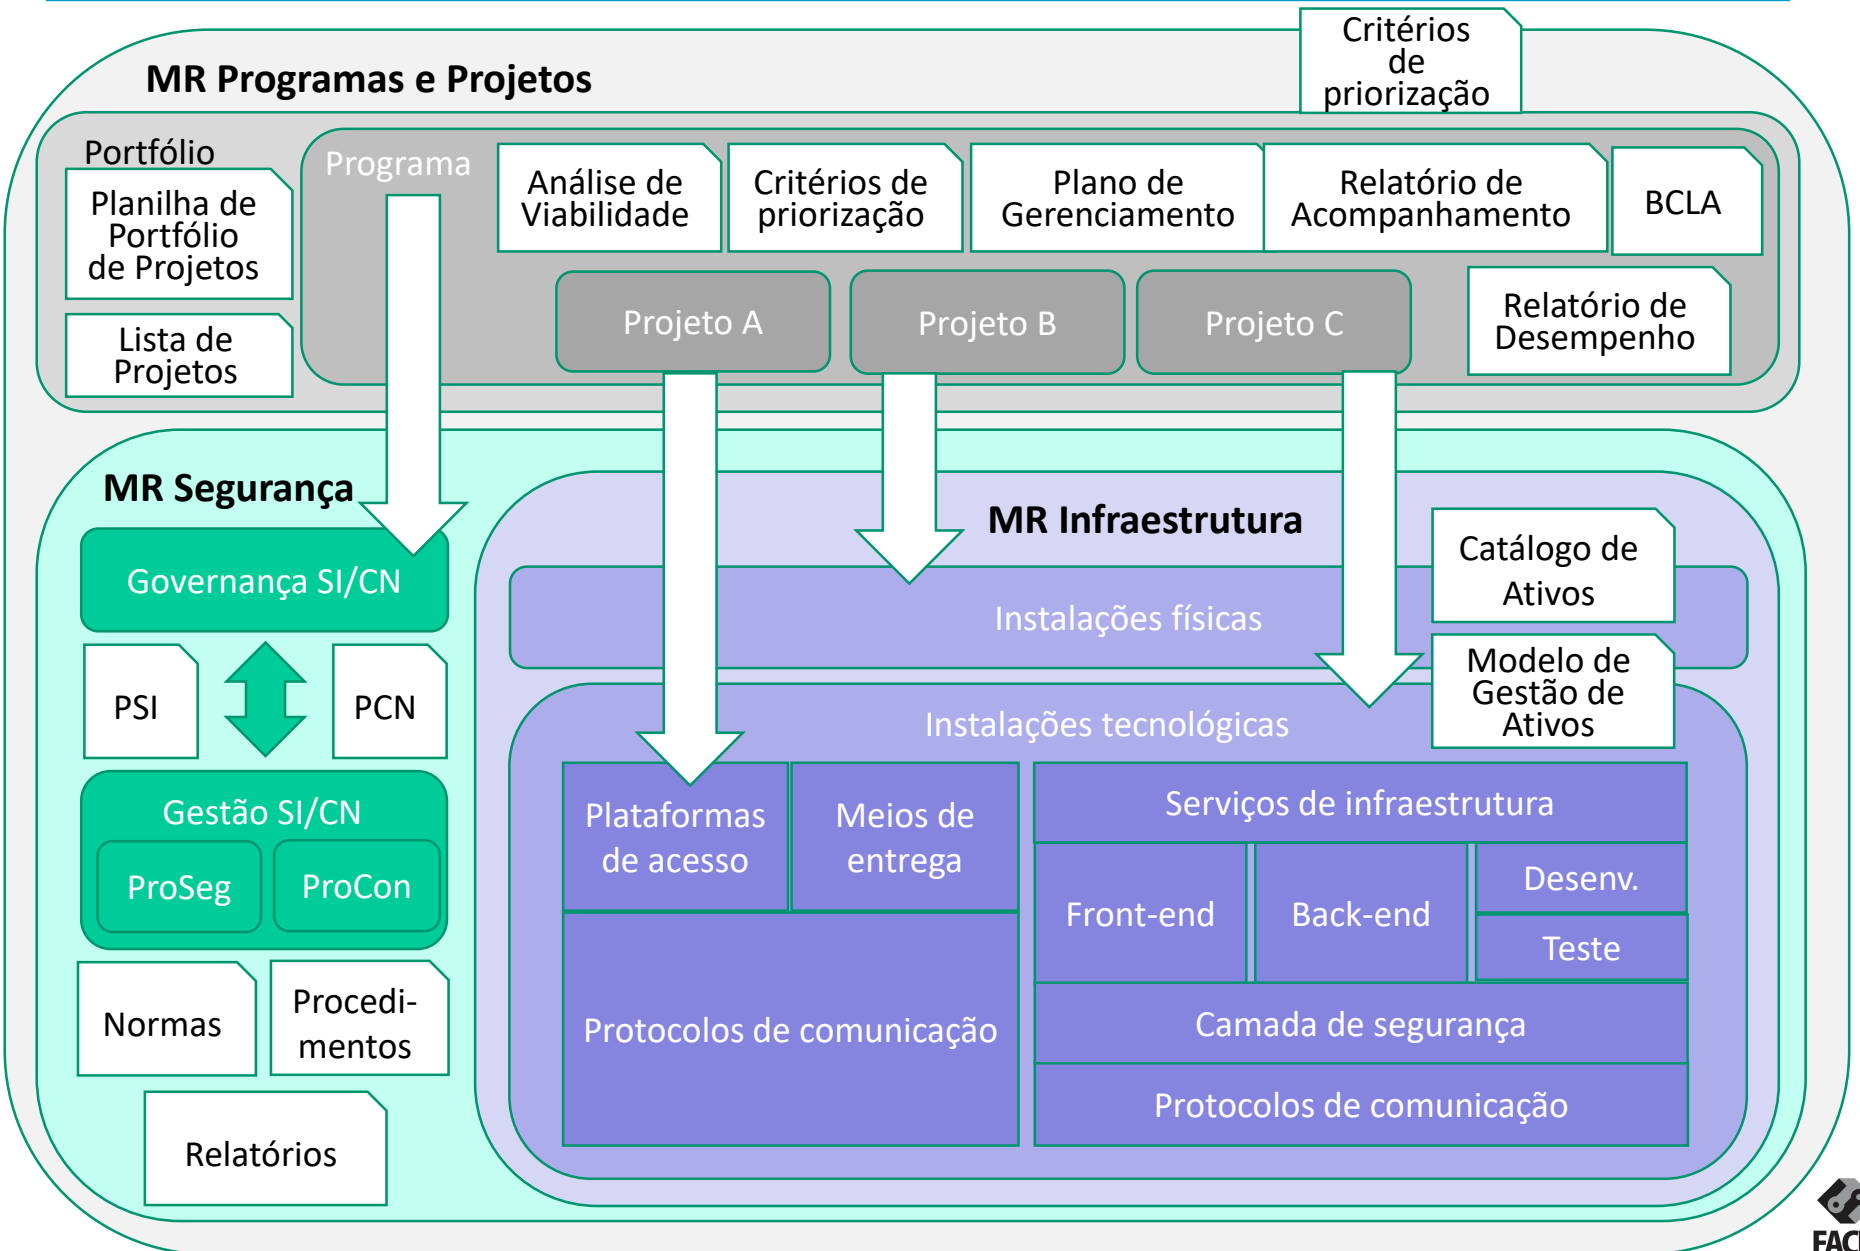 Critérios
de
priorização
MR Programas e Projetos
Portfólio
Planilha de
Portfólio
de Projetos
Lista de
Projetos
Programa
Análise de
Viabilidade
Critérios de
priorização
Plano de
Gerenciamento
Relatório de
Acompanhamento
BCLA
Projeto A
Projeto B
Projeto C
Relatório de
Desempenho
MR Segurança
Governança SI/CN
PSI
PCN
Gestão SI/CN
ProSeg
ProCon
Normas
Procedi-
mentos
Relatórios
MR Infraestrutura
Catálogo de
Ativos
Instalações físicas
Modelo de
Gestão de
Ativos
Instalações tecnológicas
Plataformas
de acesso
Meios de
entrega
Protocolos de comunicação
Serviços de infraestrutura
Front-end
Back-end
Desenv.
Teste
Camada de segurança
Protocolos de comunicação